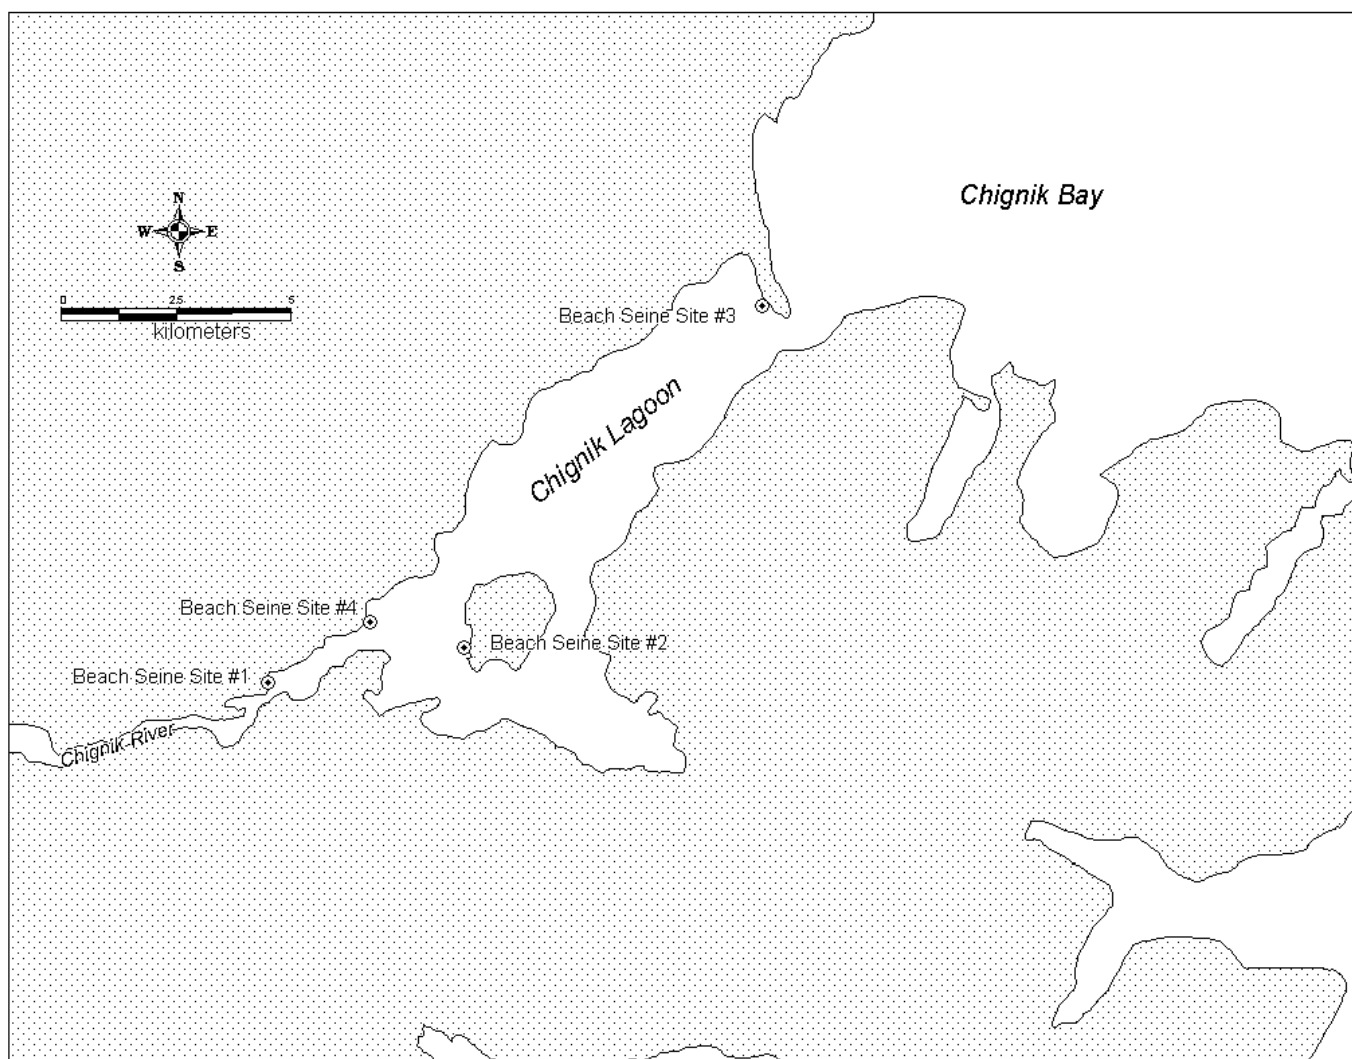 Chignik Bay
N
W E
S
0 2.5 5
kilometers
Beach Seine Site #3
Chignik Lagoon
Beach Seine Site #4
Beach Seine Site #2
Beach Seine Site #1
Chignik River